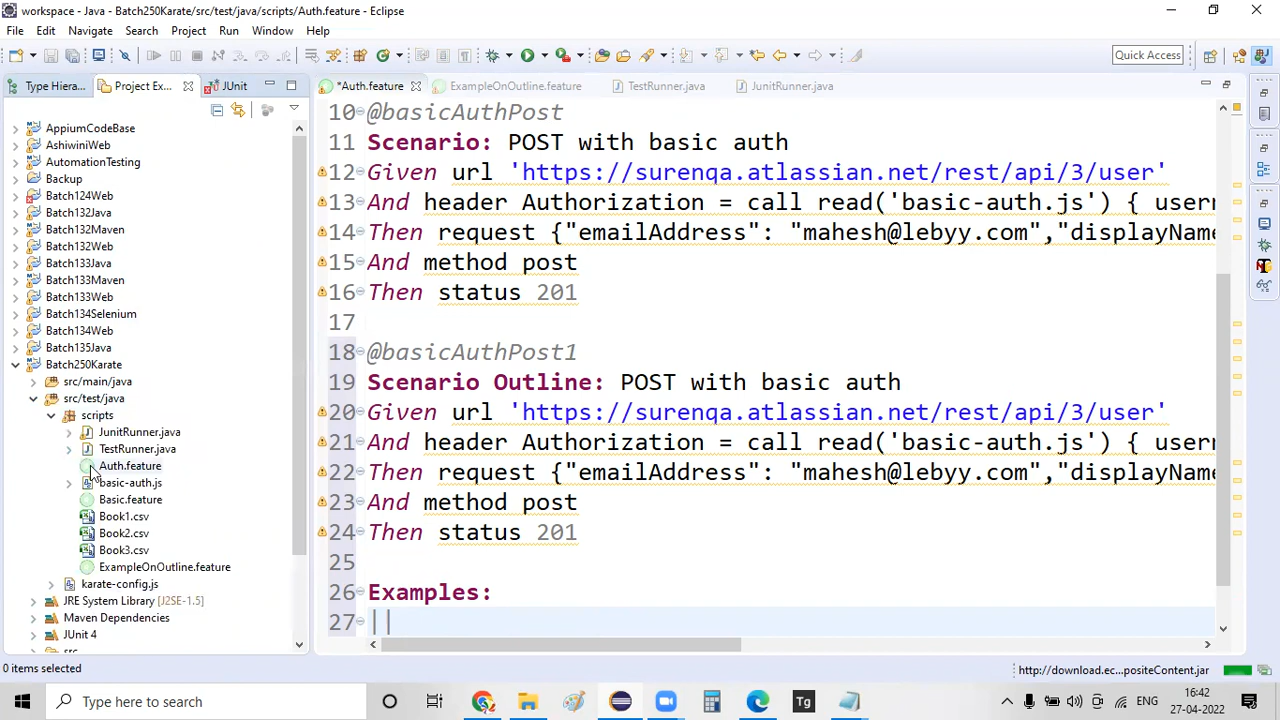 workspace - Java - Batch250Karate/src/test/java/scripts/Auth.feature - Eclipse
File Edit Navigate Search Project Run Window Help
Quick Access
Type Hierar... Project Ex... JUnit
*Auth.feature ExampleOnOutline.feature TestRunner.java JunitRunner.java
AppiumCodeBase
AshiwiniWeb
AutomationTesting
Backup
Batch124Web
Batch132Java
Batch132Maven
Batch132Web
Batch133Java
Batch133Maven
Batch133Web
Batch134Selenium
Batch134Web
Batch135Java
Batch250Karate
src/main/java
src/test/java
scripts
JunitRunner.java
TestRunner.java
Auth.feature
basic-auth.js
Basic.feature
Book1.csv
Book2.csv
Book3.csv
ExampleOnOutline.feature
karate-config.js
JRE System Library [J2SE-1.5]
Maven Dependencies
JUnit 4
src
10 @basicAuthPost
11 Scenario: POST with basic auth
12 Given url 'https://surenqa.atlassian.net/rest/api/3/user'
13 And header Authorization = call read('basic-auth.js') { usern
14 Then request {"emailAddress": "mahesh@lebyy.com","displayName
15 And method post
16 Then status 201
17
18 @basicAuthPost1
19 Scenario Outline: POST with basic auth
20 Given url 'https://surenqa.atlassian.net/rest/api/3/user'
21 And header Authorization = call read('basic-auth.js') { usern
22 Then request {"emailAddress": "mahesh@lebyy.com","displayName
23 And method post
24 Then status 201
25
26 Examples:
27 | |
0 items selected
http://download.ec...positeContent.jar
Type here to search
Tg
ENG
16:42
27-04-2022